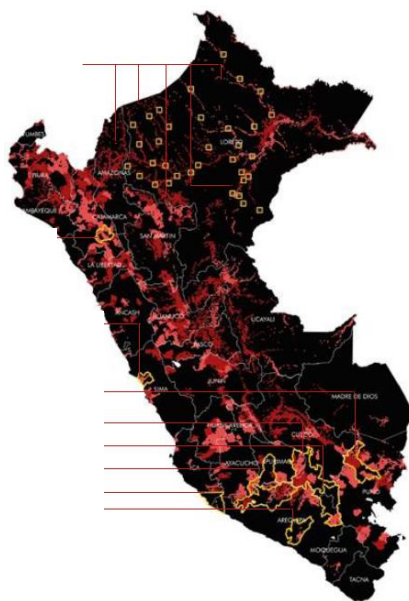 TUMBES
PIURA
AMAZONAS
LORETO
LAMBAYEQUE
CAJAMARCA
SAN MARTIN
LA LIBERTAD
ANCASH
HUANUCO
UCAYALI
PASCO
JUNIN
LIMA
MADRE DE DIOS
HUANCAVELICA
CUSCO
AYACUCHO
APURIMAC
PUNO
AREQUIPA
MOQUEGUA
TACNA